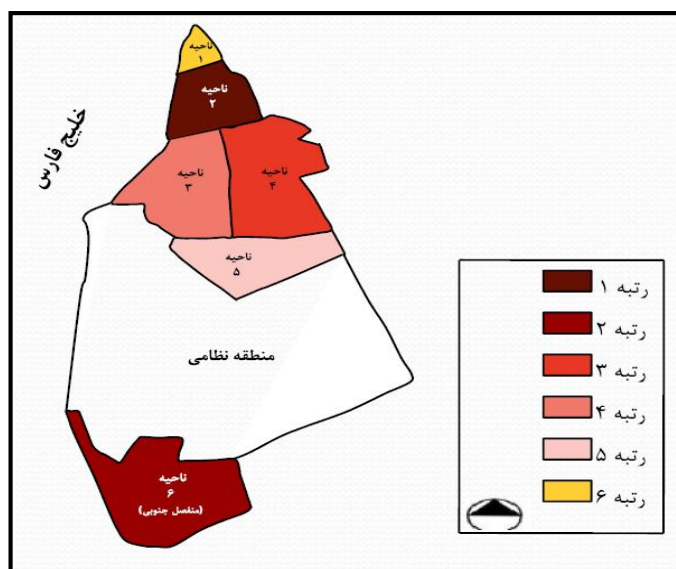 ناحیه
۱
ناحیه
۲
خلیج فارس
ناحیه
۳
ناحیه
۴
ناحیه
۵
منطقه نظامی
ناحیه
۶
(منفصل جنوبی)
رتبه ۱
رتبه ۲
رتبه ۳
رتبه ۴
رتبه ۵
رتبه ۶